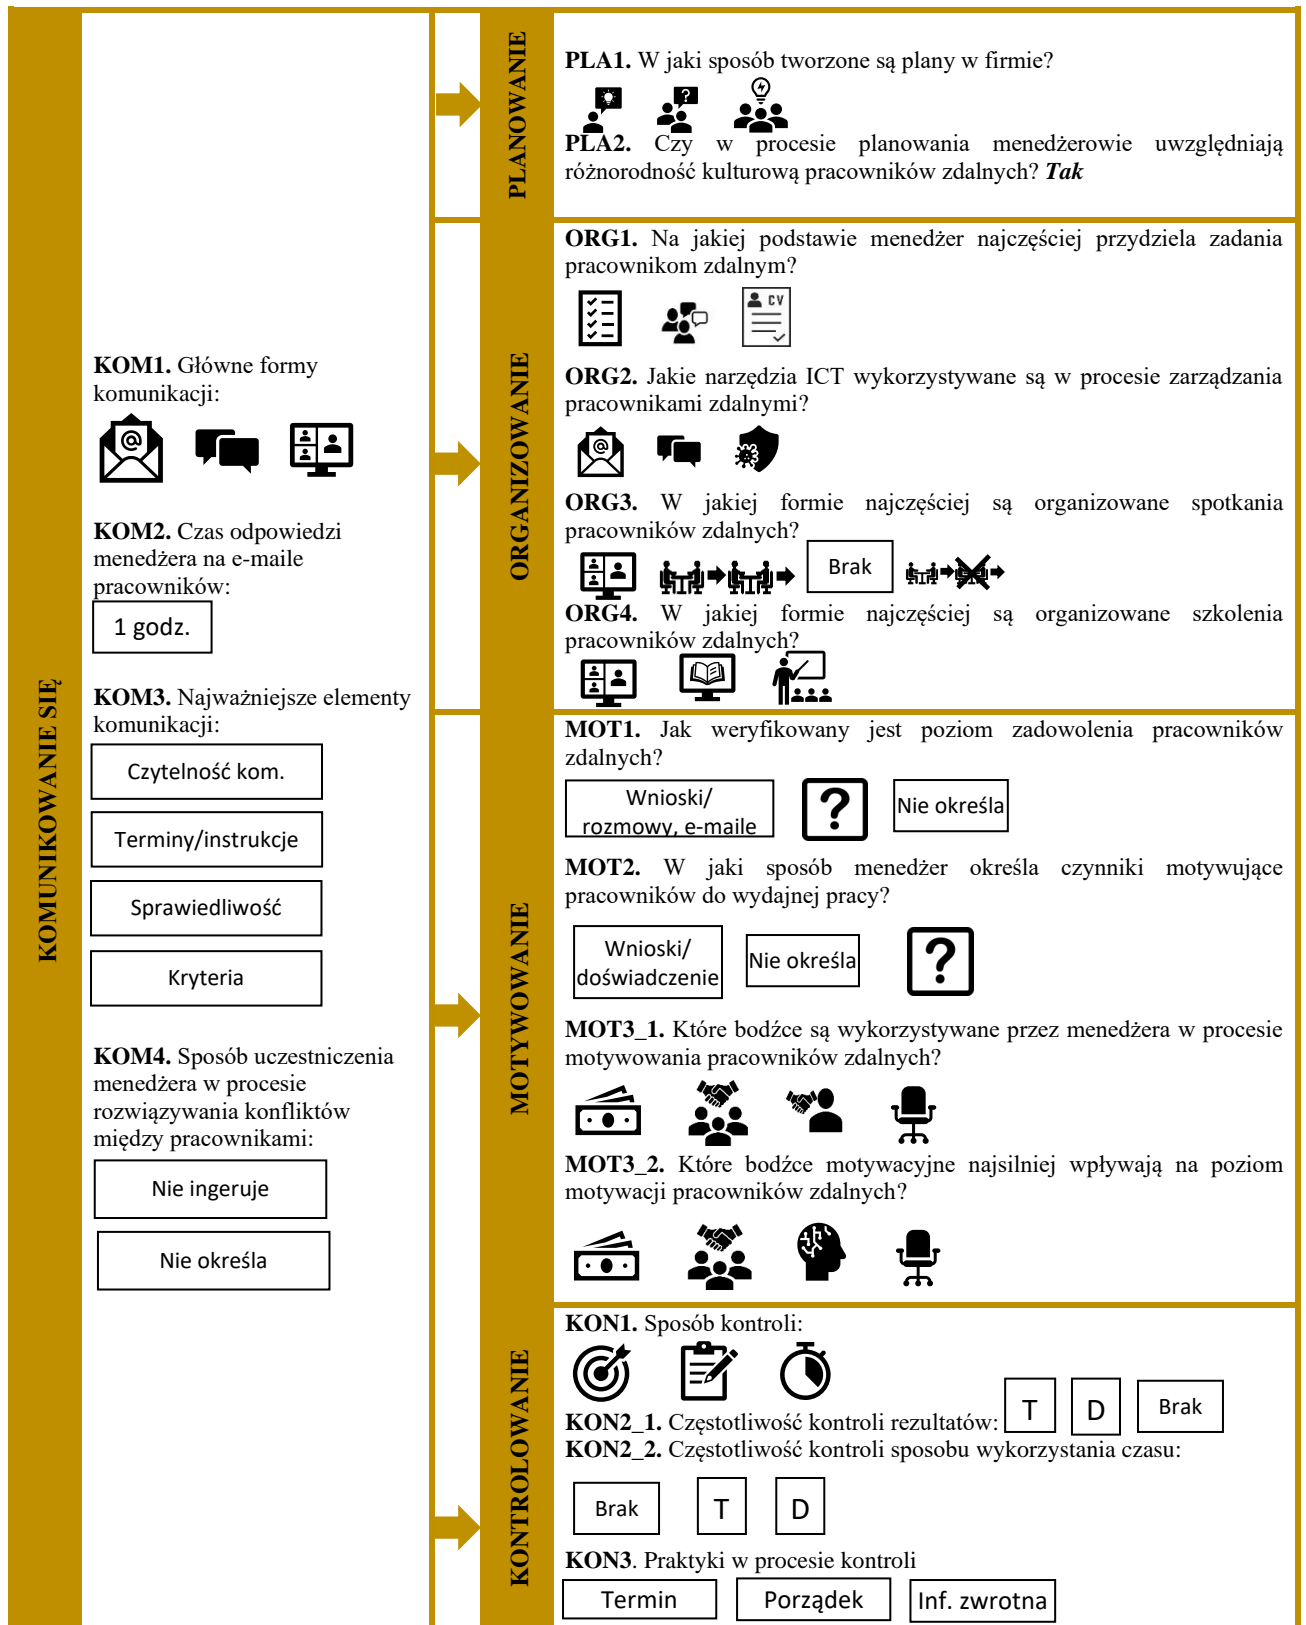 KOMUNIKOWANIE SIĘ
KOM1. Główne formy
komunikacji:
@
KOM2. Czas odpowiedzi
menedżera na e-maile
pracowników:
1 godz.
KOM3. Najważniejsze elementy
komunikacji:
Czytelność kom.
Terminy/instrukcje
Sprawiedliwość
Kryteria
KOM4. Sposób uczestniczenia
menedżera w procesie
rozwiązywania konfliktów
między pracownikami:
Nie ingeruje
Nie określa
PLANOWANIE
PLA1. W jaki sposób tworzone są plany w firmie?
?
PLA2. Czy w procesie planowania menedżerowie uwzględniają
różnorodność kulturową pracowników zdalnych? Tak
ORGANIZOWANIE
ORG1. Na jakiej podstawie menedżer najczęściej przydziela zadania
pracownikom zdalnym?
CV
ORG2. Jakie narzędzia ICT wykorzystywane są w procesie zarządzania
pracownikami zdalnymi?
@
ORG3. W jakiej formie najczęściej są organizowane spotkania
pracowników zdalnych?
Brak
ORG4. W jakiej formie najczęściej są organizowane szkolenia
pracowników zdalnych?
MOTYWOWANIE
MOT1. Jak weryfikowany jest poziom zadowolenia pracowników
zdalnych?
Wnioski/
rozmowy, e-maile
?
Nie określa
MOT2. W jaki sposób menedżer określa czynniki motywujące
pracowników do wydajnej pracy?
Wnioski/
doświadczenie
Nie określa
?
MOT3_1. Które bodźce są wykorzystywane przez menedżera w procesie
motywowania pracowników zdalnych?
MOT3_2. Które bodźce motywacyjne najsilniej wpływają na poziom
motywacji pracowników zdalnych?
KONTROLOWANIE
KON1. Sposób kontroli:
KON2_1. Częstotliwość kontroli rezultatów: T D Brak
KON2_2. Częstotliwość kontroli sposobu wykorzystania czasu:
Brak T D
KON3. Praktyki w procesie kontroli
Termin Porządek Inf. zwrotna